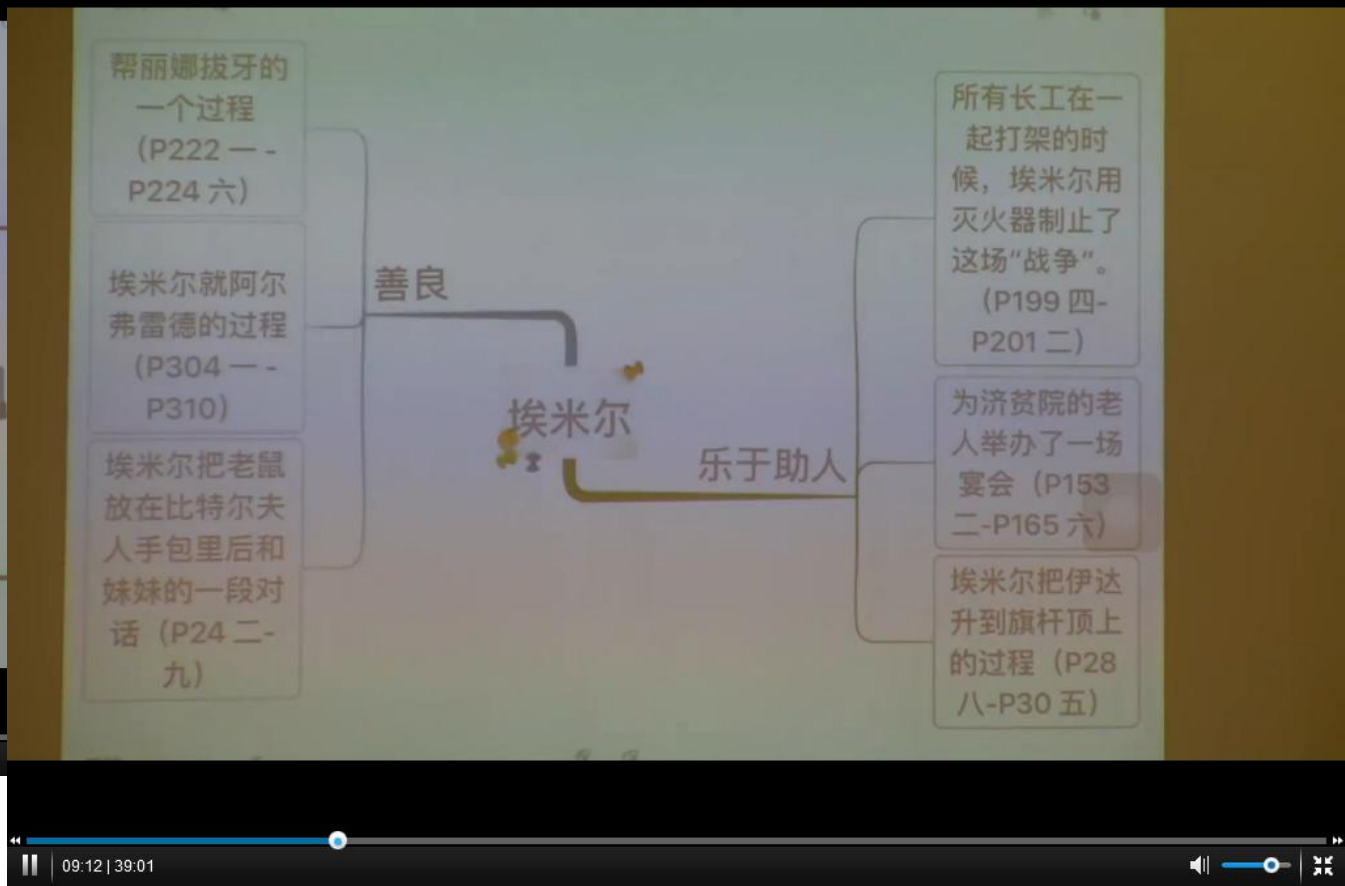 帮丽娜拔牙的
一个过程
（P222 一 -
P224 六）
埃米尔就阿尔
弗雷德的过程
（P304 一 -
P310）
埃米尔把老鼠
放在比特尔夫
人手包里后和
妹妹的一段对
话（P24 二-
九）
善良
埃米尔
乐于助人
所有长工在一
起打架的时
候，埃米尔用
灭火器制止了
这场“战争”。
（P199 四-
P201 二）
为济贫院的老
人举办了一场
宴会（P153
二-P165 六）
埃米尔把伊达
升到旗杆顶上
的过程（P28
八-P30 五）
09:12 | 39:01